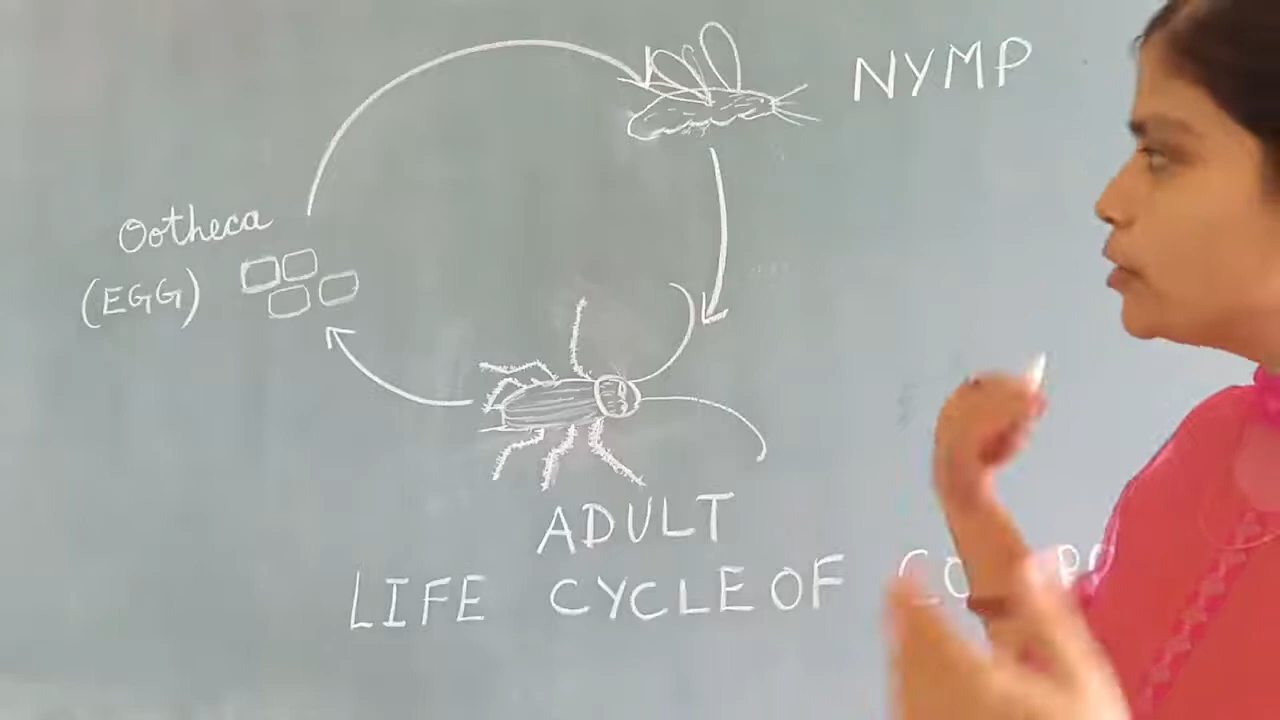 NYMP
Ootheca
(EGG)
ADULT
LIFE CYCLE OF